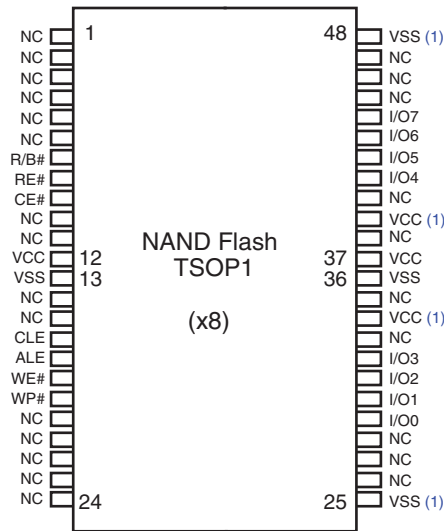 NC 1 48 VSS (1)
NC NC
NC NC
NC NC
NC I/O7
NC I/O6
R/B# I/O5
RE# I/O4
CE# NC
NC VCC (1)
NC NC
VCC 12 37 VCC
VSS 13 36 VSS
NC NC
NC VCC (1)
CLE NC
ALE I/O3
WE# I/O2
WP# I/O1
NC I/O0
NC NC
NC NC
NC NC
NC 24 25 VSS (1)
NAND Flash
TSOP1
(x8)